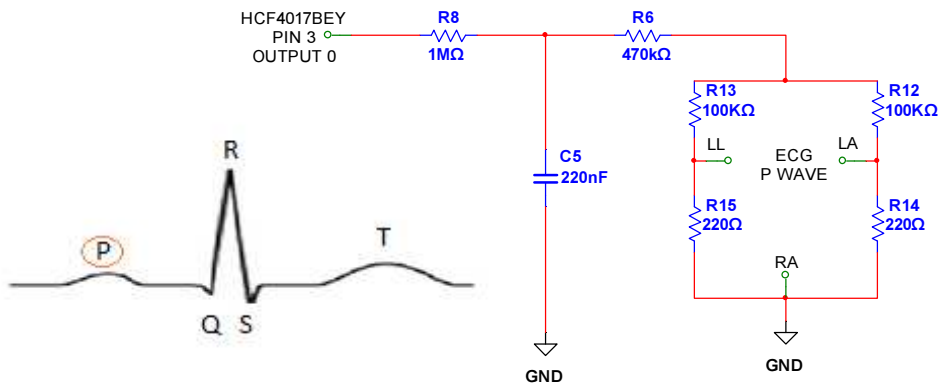 HCF4017BEY
PIN 3
OUTPUT 0
R8
1MΩ
R6
470kΩ
R13
100KΩ
R12
100KΩ
LL
LA
ECG
P WAVE
C5
220nF
R15
220Ω
R14
220Ω
RA
GND
GND
R
P
T
Q
S